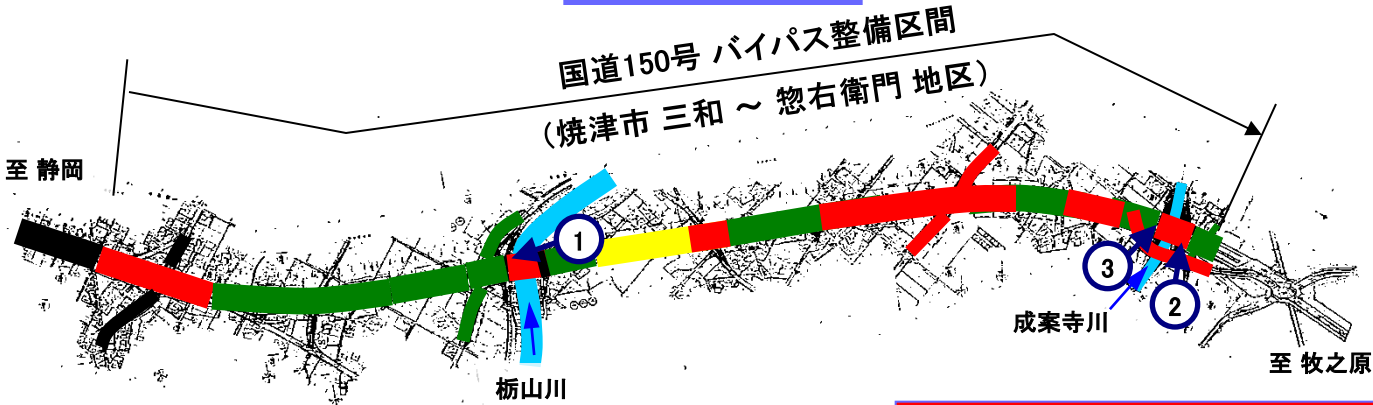 国道150号 バイパス整備区間
(焼津市 三和 ～ 惣右衛門 地区)
至 静岡
1
3
2
成案寺川
至 牧之原
栃山川